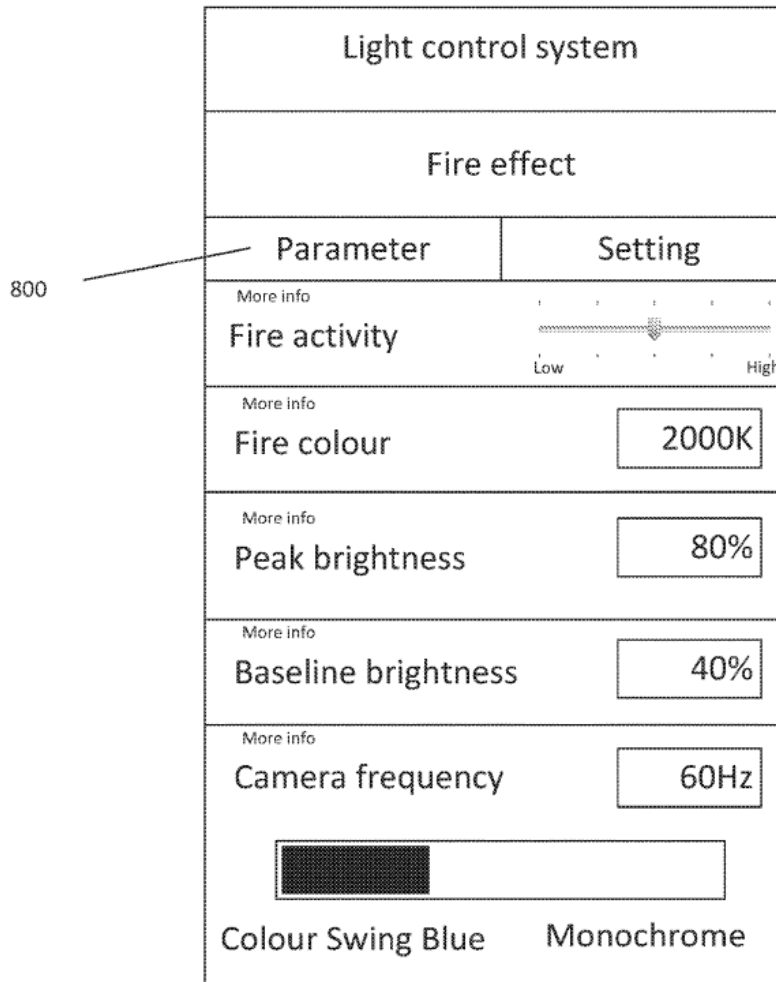 Light control system
Fire effect
Parameter Setting
800
More info
Fire activity
Low High
More info
Fire colour 2000K
More info
Peak brightness 80%
More info
Baseline brightness 40%
More info
Camera frequency 60Hz
Colour Swing Blue Monochrome